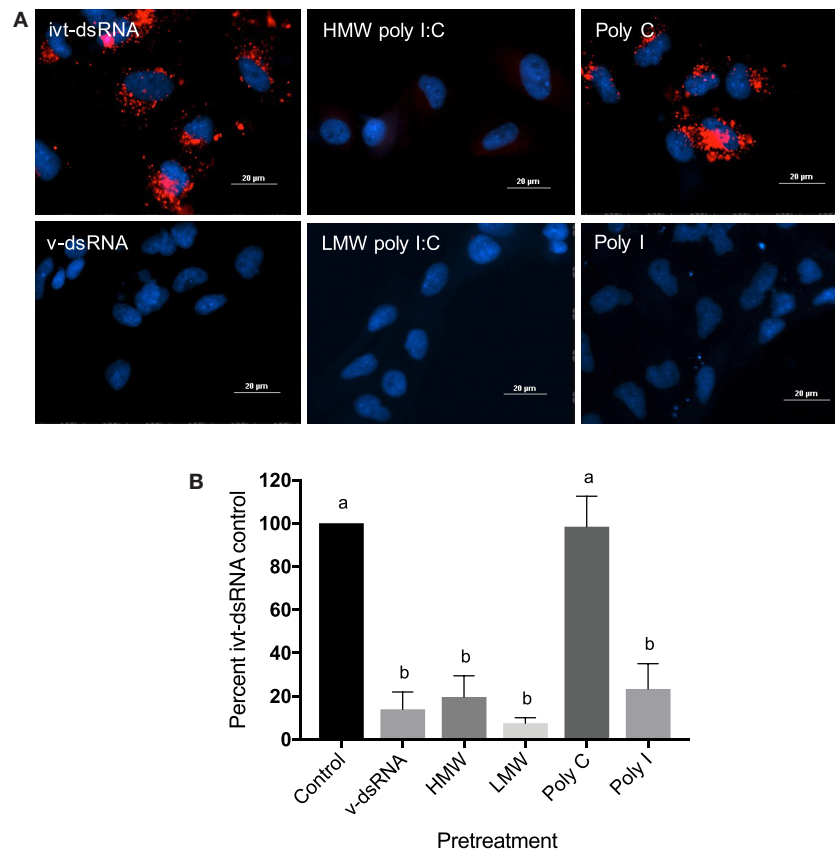 A
ivt-dsRNA
HMW poly I:C
Poly C
20 µm
20 µm
20 µm
v-dsRNA
LMW poly I:C
Poly I
20 µm
20 µm
20 µm
B
Percent ivt-dsRNA control
120
100
80
60
40
20
0
a
b
b
b
a
b
Control
v-dsRNA
HMW
LMW
Poly C
Poly I
Pretreatment